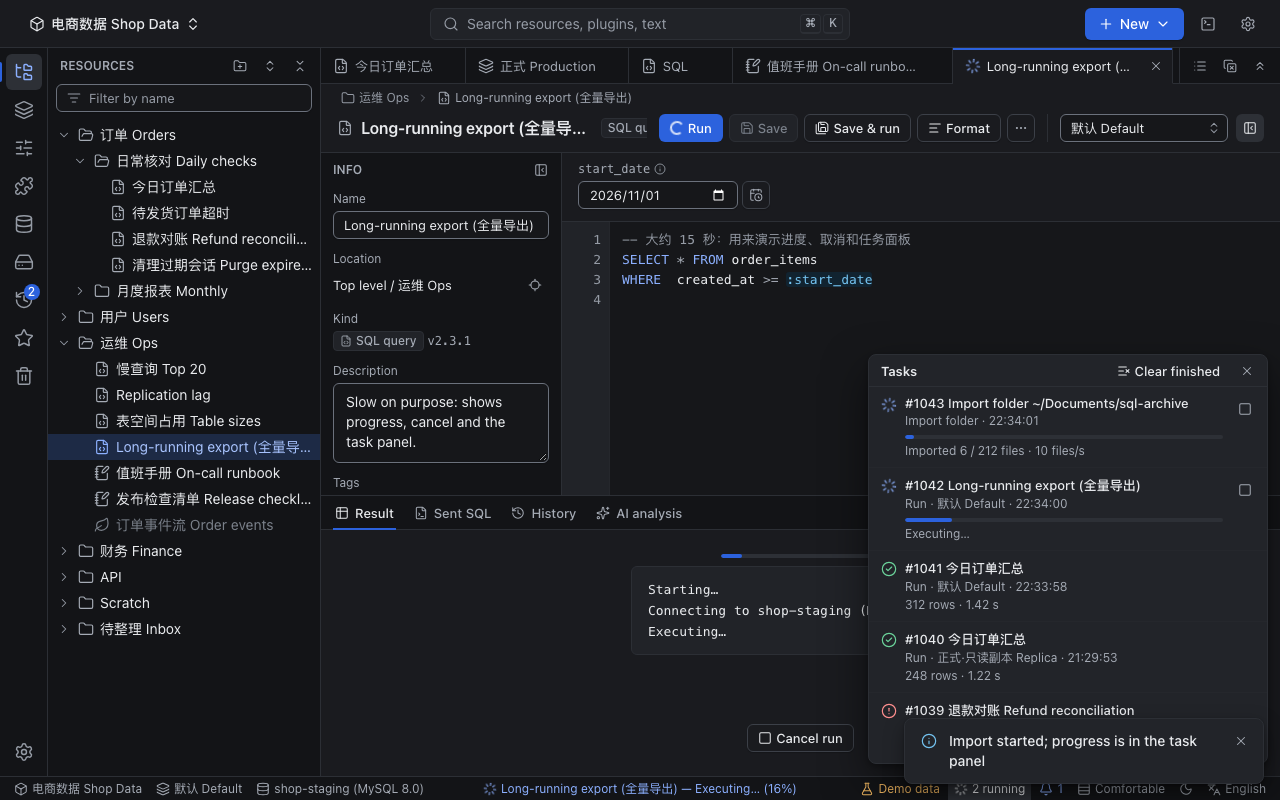 电商数据 Shop Data
Search resources, plugins, text
⌘ K
New
RESOURCES
Filter by name
订单 Orders
日常核对 Daily checks
今日订单汇总
待发货订单超时
退款对账 Refund reconcili...
清理过期会话 Purge expire...
月度报表 Monthly
用户 Users
运维 Ops
慢查询 Top 20
Replication lag
表空间占用 Table sizes
Long-running export (全量导...
值班手册 On-call runbook
发布检查清单 Release checkl...
订单事件流 Order events
财务 Finance
API
Scratch
待整理 Inbox
2
今日订单汇总
正式 Production
SQL
值班手册 On-call runbo...
Long-running export (...
运维 Ops
Long-running export (全量导出)
Long-running export (全量导...
SQL qu
Run
Save
Save & run
Format
默认 Default
INFO
Name
Long-running export (全量导出)
Location
Top level / 运维 Ops
Kind
SQL query v2.3.1
Description
Slow on purpose: shows
progress, cancel and the
task panel.
Tags
start_date
2026/11/01
1 -- 大约 15 秒：用来演示进度、取消和任务面板
2 SELECT * FROM order_items
3 WHERE  created_at >= :start_date
4
Result
Sent SQL
History
AI analysis
Starting…
Connecting to shop-staging (
Executing…
Cancel run
Tasks
Clear finished
#1043 Import folder ~/Documents/sql-archive
Import folder · 22:34:01
Imported 6 / 212 files · 10 files/s
#1042 Long-running export (全量导出)
Run · 默认 Default · 22:34:00
Executing…
#1041 今日订单汇总
Run · 默认 Default · 22:33:58
312 rows · 1.42 s
#1040 今日订单汇总
Run · 正式·只读副本 Replica · 21:29:53
248 rows · 1.22 s
#1039 退款对账 Refund reconciliation
Import started; progress is in the task
panel
电商数据 Shop Data
默认 Default
shop-staging (MySQL 8.0)
Long-running export (全量导出) — Executing… (16%)
Demo data
2 running
1
Comfortable
English